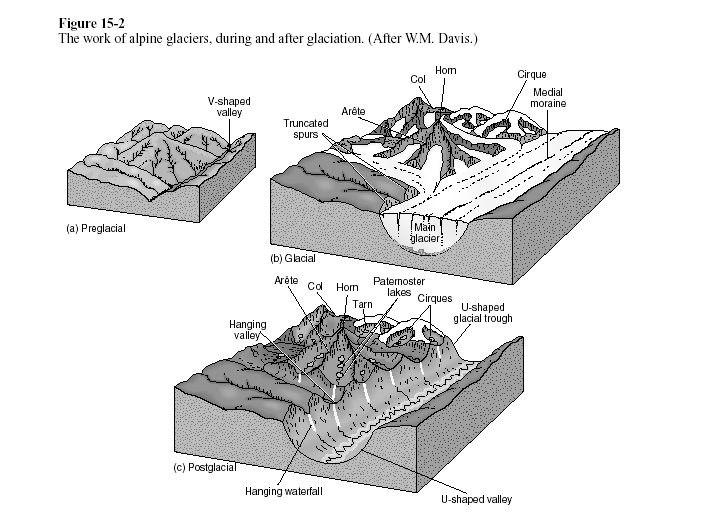 Figure 15-2
The work of alpine glaciers, during and after glaciation. (After W.M. Davis.)
V-shaped
valley
(a) Preglacial
Horn
Col
Cirque
Medial
moraine
Arête
Truncated
spurs
Main
glacier
(b) Glacial
Arête
Col
Horn
Paternoster
lakes
Tarn
Cirques
U-shaped
glacial trough
Hanging
valley
(c) Postglacial
Hanging waterfall
U-shaped valley